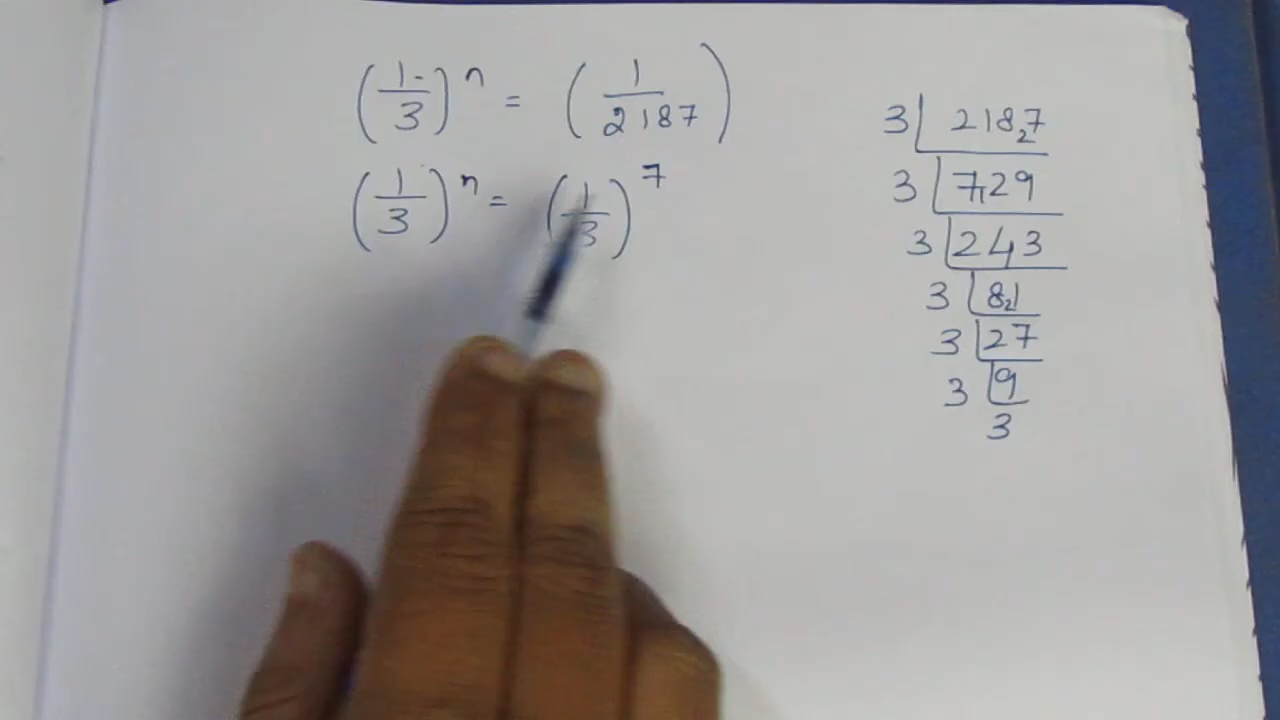 (1/3)^n = (1/2187)
(1/3)^n = (1/3)^7
3 | 2187
3 | 729
3 | 243
3 | 81
3 | 27
3 | 9
3